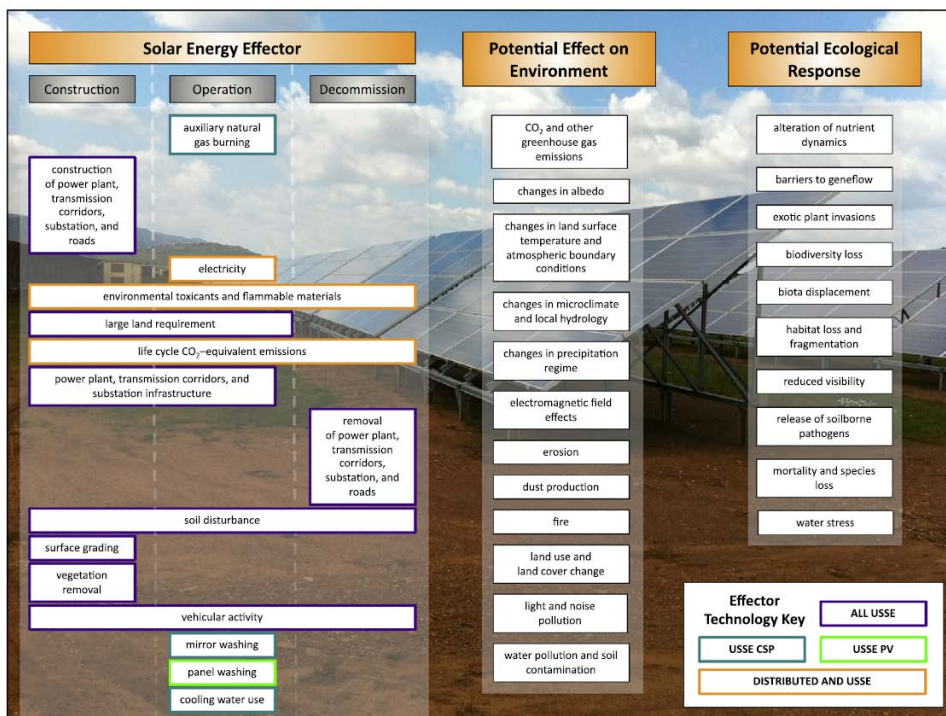 Solar Energy Effector
Construction
Operation
Decommission
auxiliary natural
gas burning
construction
of power plant,
transmission
corridors,
substation, and
roads
electricity
environmental toxicants and flammable materials
large land requirement
life cycle CO₂–equivalent emissions
power plant, transmission corridors, and
substation infrastructure
removal
of power plant,
transmission
corridors,
substation, and
roads
soil disturbance
surface grading
vegetation
removal
vehicular activity
mirror washing
panel washing
cooling water use
Potential Effect on
Environment
CO₂ and other
greenhouse gas
emissions
changes in albedo
changes in land surface
temperature and
atmospheric boundary
conditions
changes in microclimate
and local hydrology
changes in precipitation
regime
electromagnetic field
effects
erosion
dust production
fire
land use and
land cover change
light and noise
pollution
water pollution and soil
contamination
Potential Ecological
Response
alteration of nutrient
dynamics
barriers to geneflow
exotic plant invasions
biodiversity loss
biota displacement
habitat loss and
fragmentation
reduced visibility
release of soilborne
pathogens
mortality and species
loss
water stress
Effector
Technology Key
ALL USSE
USSE CSP
USSE PV
DISTRIBUTED AND USSE